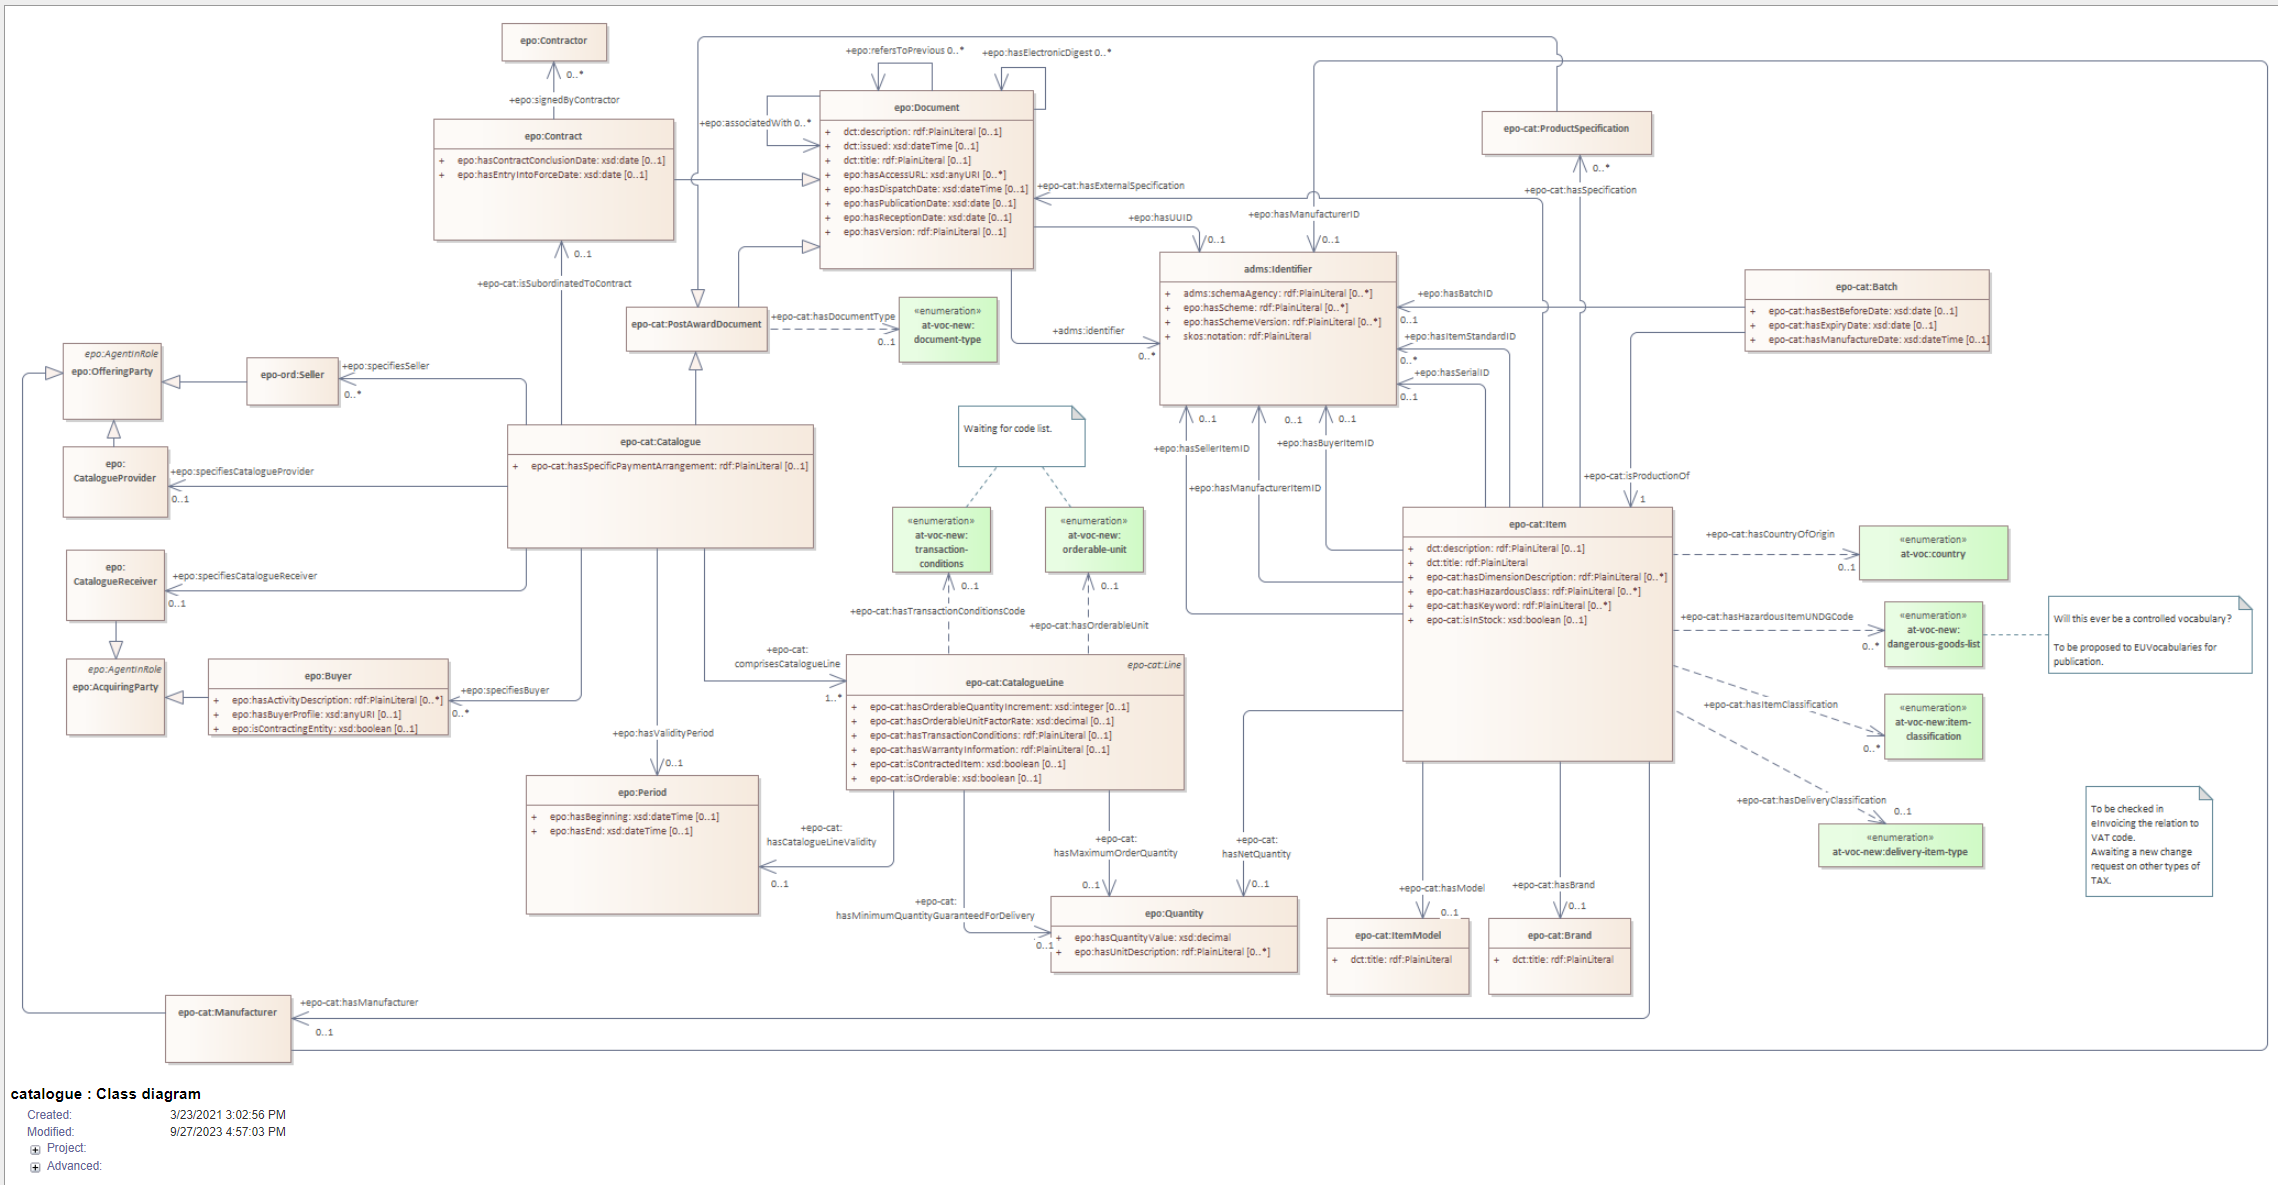 epo:Contractor
0..*
+epo:signedByContractor
epo:Contract
+ epo:hasContractConclusionDate: xsd:date [0..1]
+ epo:hasEntryIntoForceDate: xsd:date [0..1]
0..1
+epo-cat:isSubordinatedToContract
+epo:refersToPrevious 0..*
+epo:hasElectronicDigest 0..*
+epo:associatedWith 0..*
epo:Document
+ dct:description: rdf:PlainLiteral [0..1]
+ dct:issued: xsd:dateTime [0..1]
+ dct:title: rdf:PlainLiteral [0..1]
+ epo:hasAccessURL: xsd:anyURI [0..*]
+ epo:hasDispatchDate: xsd:dateTime [0..1]
+ epo:hasPublicationDate: xsd:date [0..1]
+ epo:hasReceptionDate: xsd:date [0..1]
+ epo:hasVersion: rdf:PlainLiteral [0..1]
+epo-cat:hasExternalSpecification
+epo:hasUUID
0..1
+epo:hasManufacturerID
0..1
epo-cat:ProductSpecification
0..*
+epo-cat:hasSpecification
adms:Identifier
+ adms:schemaAgency: rdf:PlainLiteral [0..*]
+ epo:hasScheme: rdf:PlainLiteral [0..*]
+ epo:hasSchemeVersion: rdf:PlainLiteral [0..*]
+ skos:notation: rdf:PlainLiteral
+adms:identifier
0..*
+epo-cat:hasBatchID
0..1
+epo:hasItemStandardID
0..*
+epo:hasSerialID
0..1
epo-cat:Batch
+ epo-cat:hasBestBeforeDate: xsd:date [0..1]
+ epo-cat:hasExpiryDate: xsd:date [0..1]
+ epo-cat:hasManufactureDate: xsd:dateTime [0..1]
epo-cat:PostAwardDocument
+epo-cat:hasDocumentType
0..1
«enumeration»
at-voc-new:
document-type
epo:AgentInRole
epo:OfferingParty
epo-ord:Seller
+epo:specifiesSeller
0..*
epo:
CatalogueProvider
+epo:specifiesCatalogueProvider
0..1
epo-cat:Catalogue
+ epo-cat:hasSpecificPaymentArrangement: rdf:PlainLiteral [0..1]
Waiting for code list.
0..1
0..1
0..1
+epo:hasSellerItemID
+epo:hasBuyerItemID
+epo:hasManufacturerItemID
+epo-cat:isProductionOf
1
«enumeration»
at-voc-new:
transaction-
conditions
0..1
+epo-cat:hasTransactionConditionsCode
«enumeration»
at-voc-new:
orderable-unit
0..1
+epo-cat:hasOrderableUnit
epo-cat:Item
+ dct:description: rdf:PlainLiteral [0..1]
+ dct:title: rdf:PlainLiteral
+ epo-cat:hasDimensionDescription: rdf:PlainLiteral [0..*]
+ epo-cat:hasHazardousClass: rdf:PlainLiteral [0..*]
+ epo-cat:hasKeyword: rdf:PlainLiteral [0..*]
+ epo-cat:isInStock: xsd:boolean [0..1]
+epo-cat:hasCountryOfOrigin
0..1
«enumeration»
at-voc:country
+epo-cat:hasHazardousItemUNDGCode
0..*
«enumeration»
at-voc-new:
dangerous-goods-list
Will this ever be a controlled vocabulary?
To be proposed to EUVocabularies for
publication.
+epo-cat:hasItemClassification
0..*
«enumeration»
at-voc-new:item-
classification
+epo-cat:hasDeliveryClassification
0..1
«enumeration»
at-voc-new:delivery-item-type
To be checked in
eInvoicing the relation to
VAT code.
Awaiting a new change
request on other types of
TAX.
epo:
CatalogueReceiver
+epo:specifiesCatalogueReceiver
0..1
epo:AgentInRole
epo:AcquiringParty
epo:Buyer
+ epo:hasActivityDescription: rdf:PlainLiteral [0..*]
+ epo:hasBuyerProfile: xsd:anyURI [0..1]
+ epo:isContractingEntity: xsd:boolean [0..1]
+epo:specifiesBuyer
0..*
+epo-cat:
comprisesCatalogueLine
1..*
+epo:hasValidityPeriod
0..1
epo-cat:Line
epo-cat:CatalogueLine
+ epo-cat:hasOrderableQuantityIncrement: xsd:integer [0..1]
+ epo-cat:hasOrderableUnitFactorRate: xsd:decimal [0..1]
+ epo-cat:hasTransactionConditions: rdf:PlainLiteral [0..1]
+ epo-cat:hasWarrantyInformation: rdf:PlainLiteral [0..1]
+ epo-cat:isContractedItem: xsd:boolean [0..1]
+ epo-cat:isOrderable: xsd:boolean [0..1]
epo:Period
+ epo:hasBeginning: xsd:dateTime [0..1]
+ epo:hasEnd: xsd:dateTime [0..1]
+epo-cat:
hasCatalogueLineValidity
0..1
+epo-cat:
hasMaximumOrderQuantity
0..1
+epo-cat:
hasNetQuantity
0..1
+epo-cat:
hasMinimumQuantityGuaranteedForDelivery
0..1
epo:Quantity
+ epo:hasQuantityValue: xsd:decimal
+ epo:hasUnitDescription: rdf:PlainLiteral [0..*]
+epo-cat:hasModel
0..1
epo-cat:ItemModel
+ dct:title: rdf:PlainLiteral
+epo-cat:hasBrand
0..1
epo-cat:Brand
+ dct:title: rdf:PlainLiteral
epo-cat:Manufacturer
+epo-cat:hasManufacturer
0..1
catalogue : Class diagram
Created: 3/23/2021 3:02:56 PM
Modified: 9/27/2023 4:57:03 PM
Project:
Advanced: